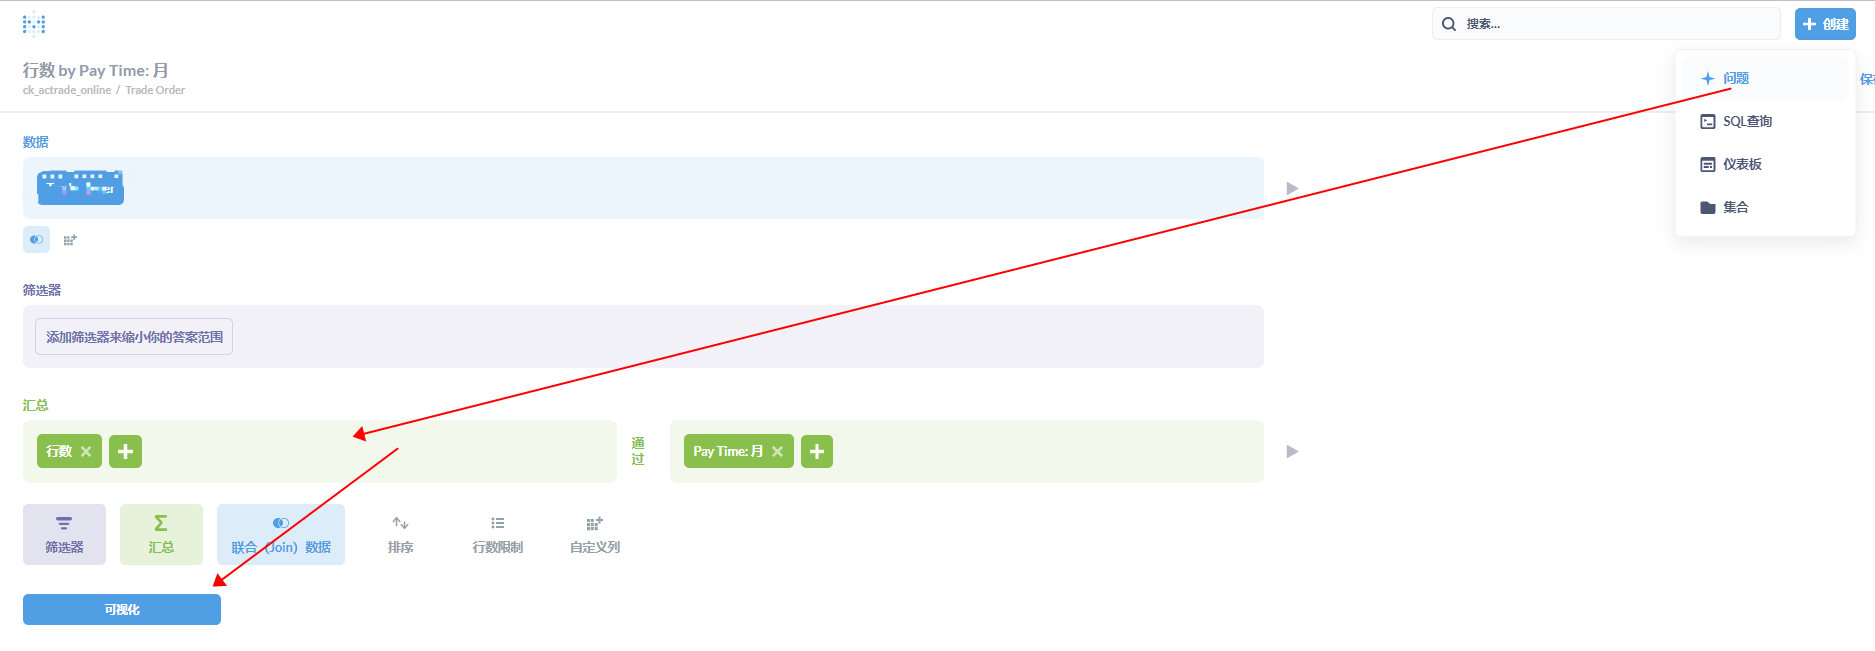 搜索...
创建
行数 by Pay Time: 月
ck_actrade_online / Trade Order
问题
SQL查询
仪表板
集合
数据
筛选器
添加筛选器来缩小你的答案范围
汇总
行数
通过
Pay Time: 月
筛选器
汇总
联合（Join）数据
排序
行数限制
自定义列
可视化